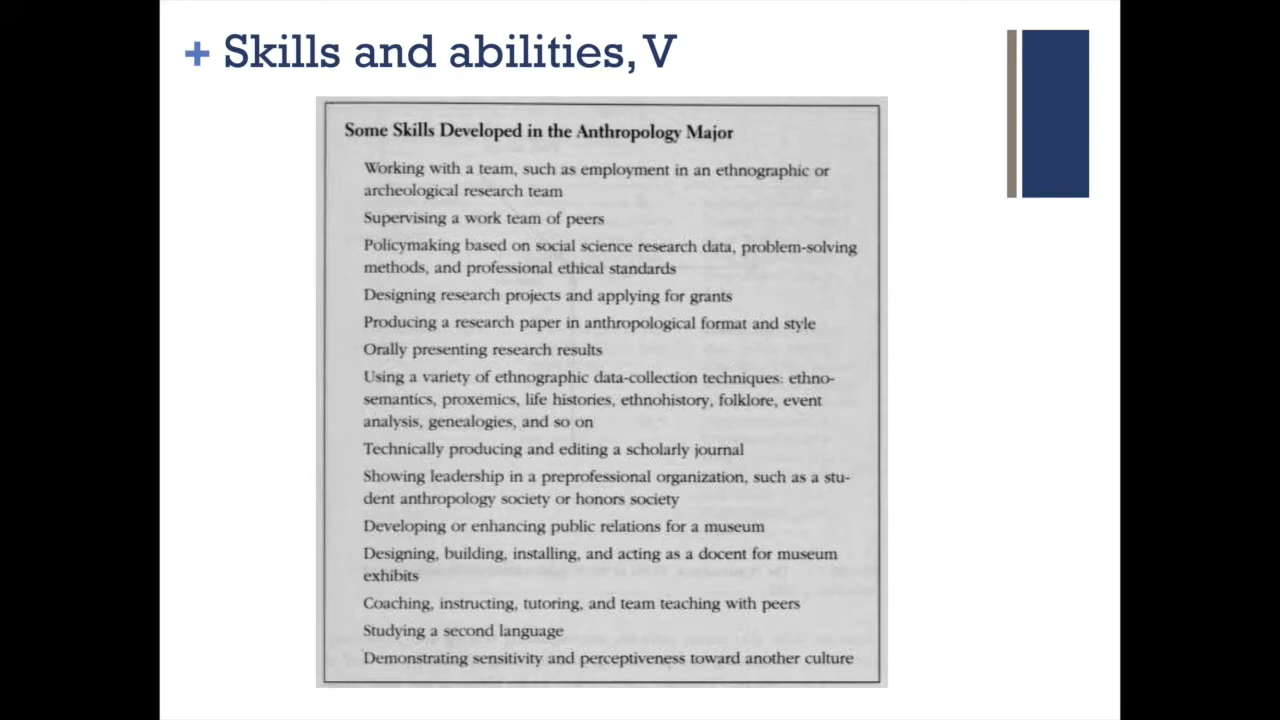 + Skills and abilities, V
Some Skills Developed in the Anthropology Major
Working with a team, such as employment in an ethnographic or
archeological research team
Supervising a work team of peers
Policymaking based on social science research data, problem-solving
methods, and professional ethical standards
Designing research projects and applying for grants
Producing a research paper in anthropological format and style
Orally presenting research results
Using a variety of ethnographic data-collection techniques: ethno-
semantics, proxemics, life histories, ethnohistory, folklore, event
analysis, genealogies, and so on
Technically producing and editing a scholarly journal
Showing leadership in a preprofessional organization, such as a stu-
dent anthropology society or honors society
Developing or enhancing public relations for a museum
Designing, building, installing, and acting as a docent for museum
exhibits
Coaching, instructing, tutoring, and team teaching with peers
Studying a second language
Demonstrating sensitivity and perceptiveness toward another culture